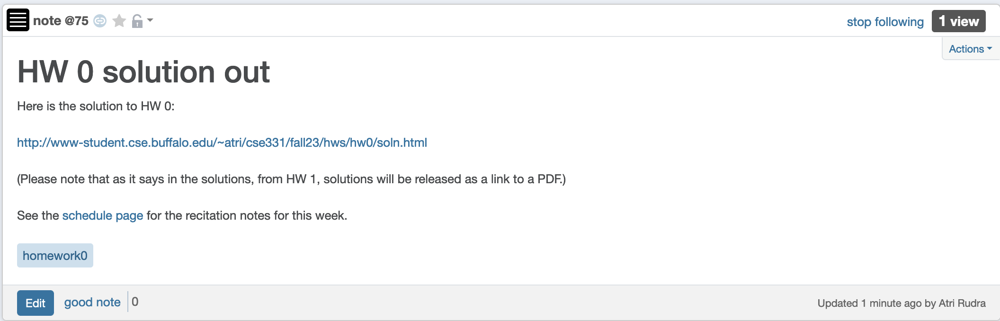 note @75
stop following
1 view
Actions
HW 0 solution out
Here is the solution to HW 0:
http://www-student.cse.buffalo.edu/~atri/cse331/fall23/hws/hw0/soln.html
(Please note that as it says in the solutions, from HW 1, solutions will be released as a link to a PDF.)
See the schedule page for the recitation notes for this week.
homework0
Edit
good note
0
Updated 1 minute ago by Atri Rudra